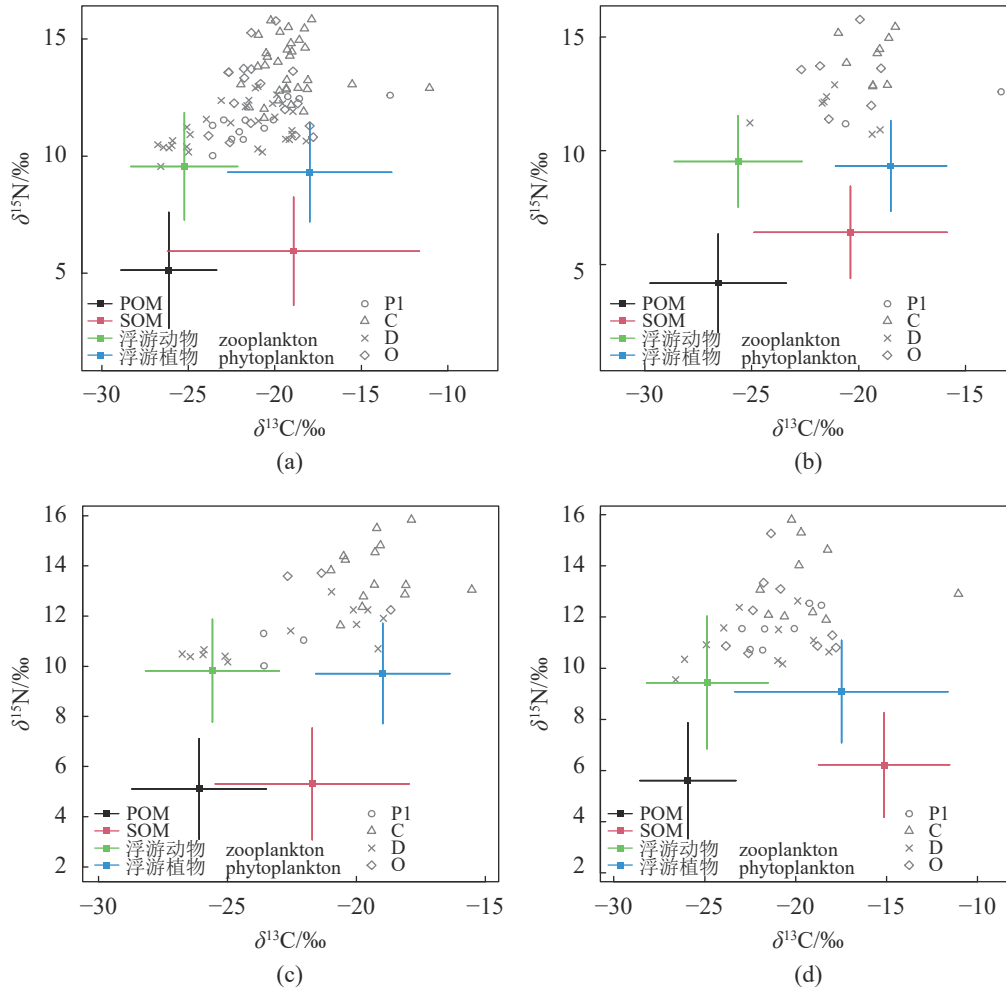 15
10
5
δ¹⁵N/‰
POM
SOM
浮游动物 zooplankton
浮游植物 phytoplankton
P1
C
D
O
−30 −25 −20 −15 −10
δ¹³C/‰
(a)
15
10
5
δ¹⁵N/‰
POM
SOM
浮游动物 zooplankton
浮游植物 phytoplankton
P1
C
D
O
−30 −25 −20 −15
δ¹³C/‰
(b)
16
14
12
10
8
6
4
2
δ¹⁵N/‰
POM
SOM
浮游动物 zooplankton
浮游植物 phytoplankton
P1
C
D
O
−30 −25 −20 −15
δ¹³C/‰
(c)
16
14
12
10
8
6
4
2
δ¹⁵N/‰
POM
SOM
浮游动物 zooplankton
浮游植物 phytoplankton
P1
C
D
O
−30 −25 −20 −15 −10
δ¹³C/‰
(d)